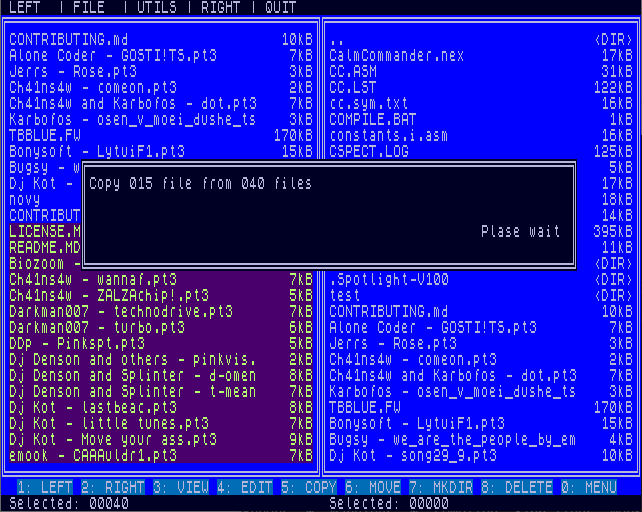 LEFT | FILE | UTILS | RIGHT | QUIT
CONTRIBUTING.md 10kB
Alone Coder - GOSTI!TS.pt3 7kB
Jerrs - Rose.pt3 3kB
Ch41ns4w - comeon.pt3 2kB
Ch41ns4w and Karbofos - dot.pt3 7kB
Karbofos - osen_v_moei_dushe_ts 3kB
TBBLUE.FW 170kB
Bonysoft - LytuiF1.pt3 15kB
Bugsy - w
Dj Kot -
novy
CONTRIBUT
LICENSE.M
README.MD
Biozoom -
Ch41ns4w - wannaf.pt3 7kB
Ch41ns4w - ZALZAchip!.pt3 5kB
Darkman007 - technodrive.pt3 7kB
Darkman007 - turbo.pt3 6kB
DDp - Pinkspt.pt3 5kB
Dj Denson and others - pinkvis. 2kB
Dj Denson and Splinter - d-omen 8kB
Dj Denson and Splinter - t-mean 7kB
Dj Kot - lastbeac.pt3 8kB
Dj Kot - little tunes.pt3 7kB
Dj Kot - Move your ass.pt3 9kB
emook - CAAAuldr1.pt3 7kB
.. <DIR>
CalmCommander.nex 17kB
CC.ASM 31kB
CC.LST 122kB
cc.sym.txt 16kB
COMPILE.BAT 1kB
constants.i.asm 16kB
CSPECT.LOG 125kB
5kB
17kB
18kB
14kB
395kB
11kB
<DIR>
.Spotlight-V100 <DIR>
test <DIR>
CONTRIBUTING.md 10kB
Alone Coder - GOSTI!TS.pt3 7kB
Jerrs - Rose.pt3 3kB
Ch41ns4w - comeon.pt3 2kB
Ch41ns4w and Karbofos - dot.pt3 7kB
Karbofos - osen_v_moei_dushe_ts 3kB
TBBLUE.FW 170kB
Bonysoft - LytuiF1.pt3 15kB
Bugsy - we_are_the_people_by_em 4kB
Dj Kot - song29_9.pt3 10kB
Copy 015 file from 040 files
Plase wait
1: LEFT 2: RIGHT 3: VIEW 4: EDIT 5: COPY 6: MOVE 7: MKDIR 8: DELETE 0: MENU
Selected: 00040 Selected: 00000